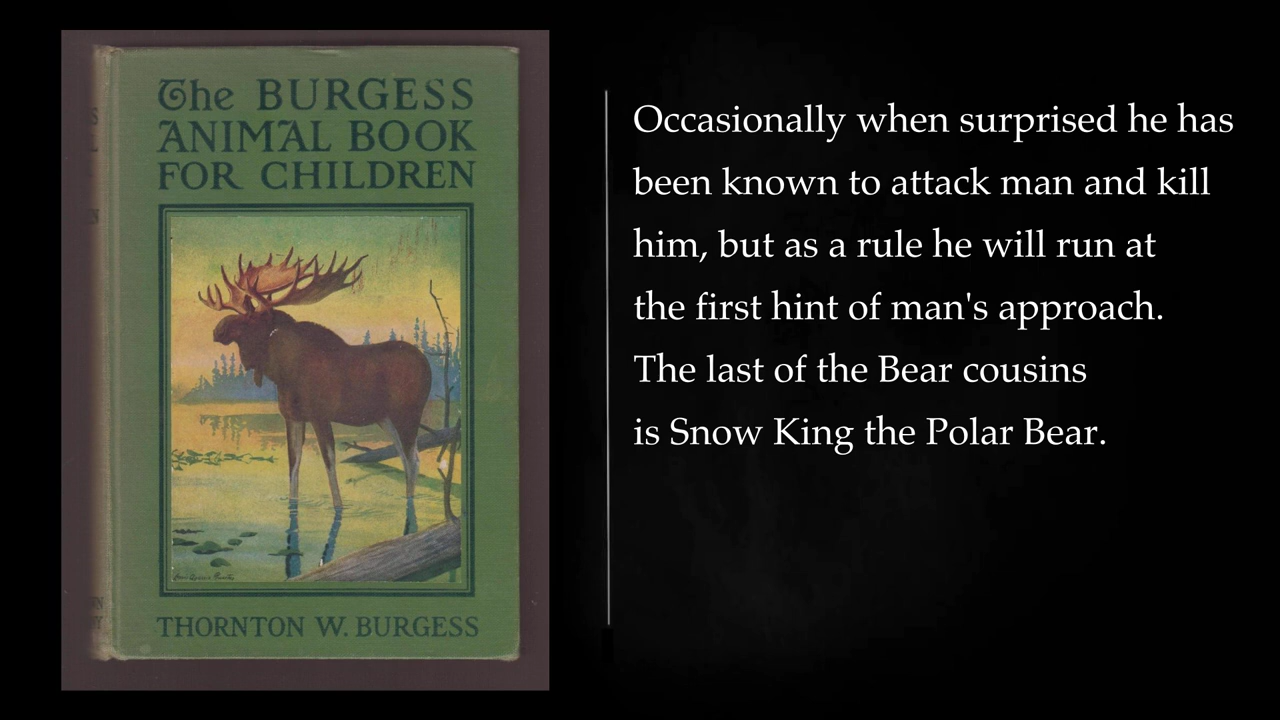 The BURGESS
ANIMAL BOOK
FOR CHILDREN
THORNTON W. BURGESS
Occasionally when surprised he has
been known to attack man and kill
him, but as a rule he will run at
the first hint of man's approach.
The last of the Bear cousins
is Snow King the Polar Bear.